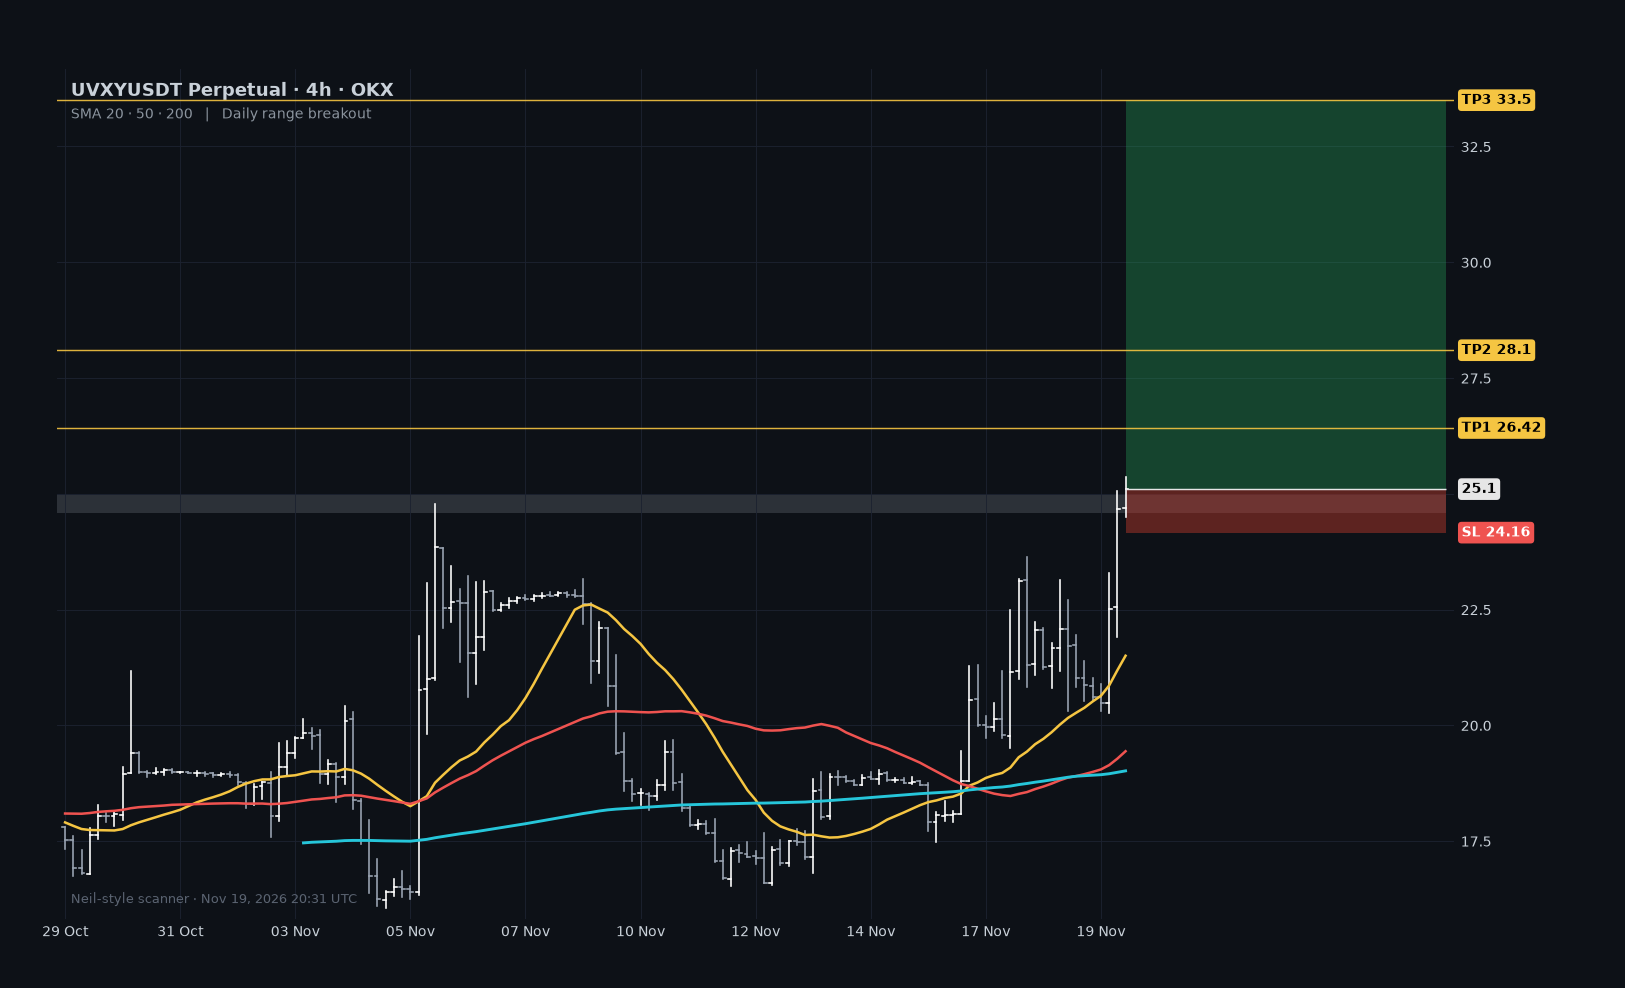 UVXYUSDT Perpetual · 4h · OKX
SMA 20 · 50 · 200 | Daily range breakout
TP3 33.5
32.5
30.0
TP2 28.1
27.5
TP1 26.42
25.1
SL 24.16
22.5
20.0
17.5
Neil-style scanner · Nov 19, 2026 20:31 UTC
29 Oct 31 Oct 03 Nov 05 Nov 07 Nov 10 Nov 12 Nov 14 Nov 17 Nov 19 Nov